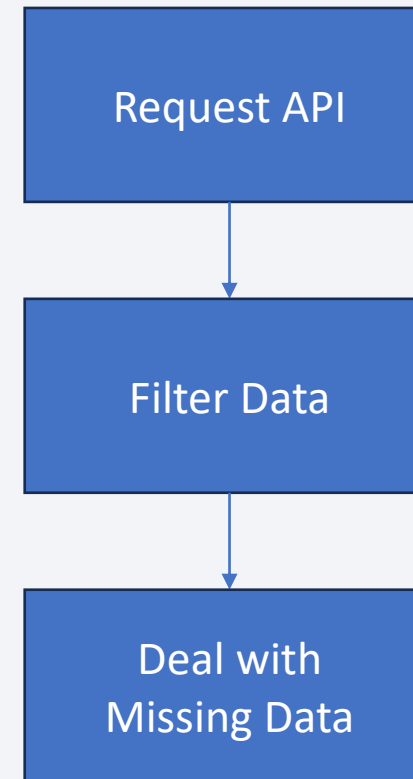 Request API
Filter Data
Deal with
Missing Data